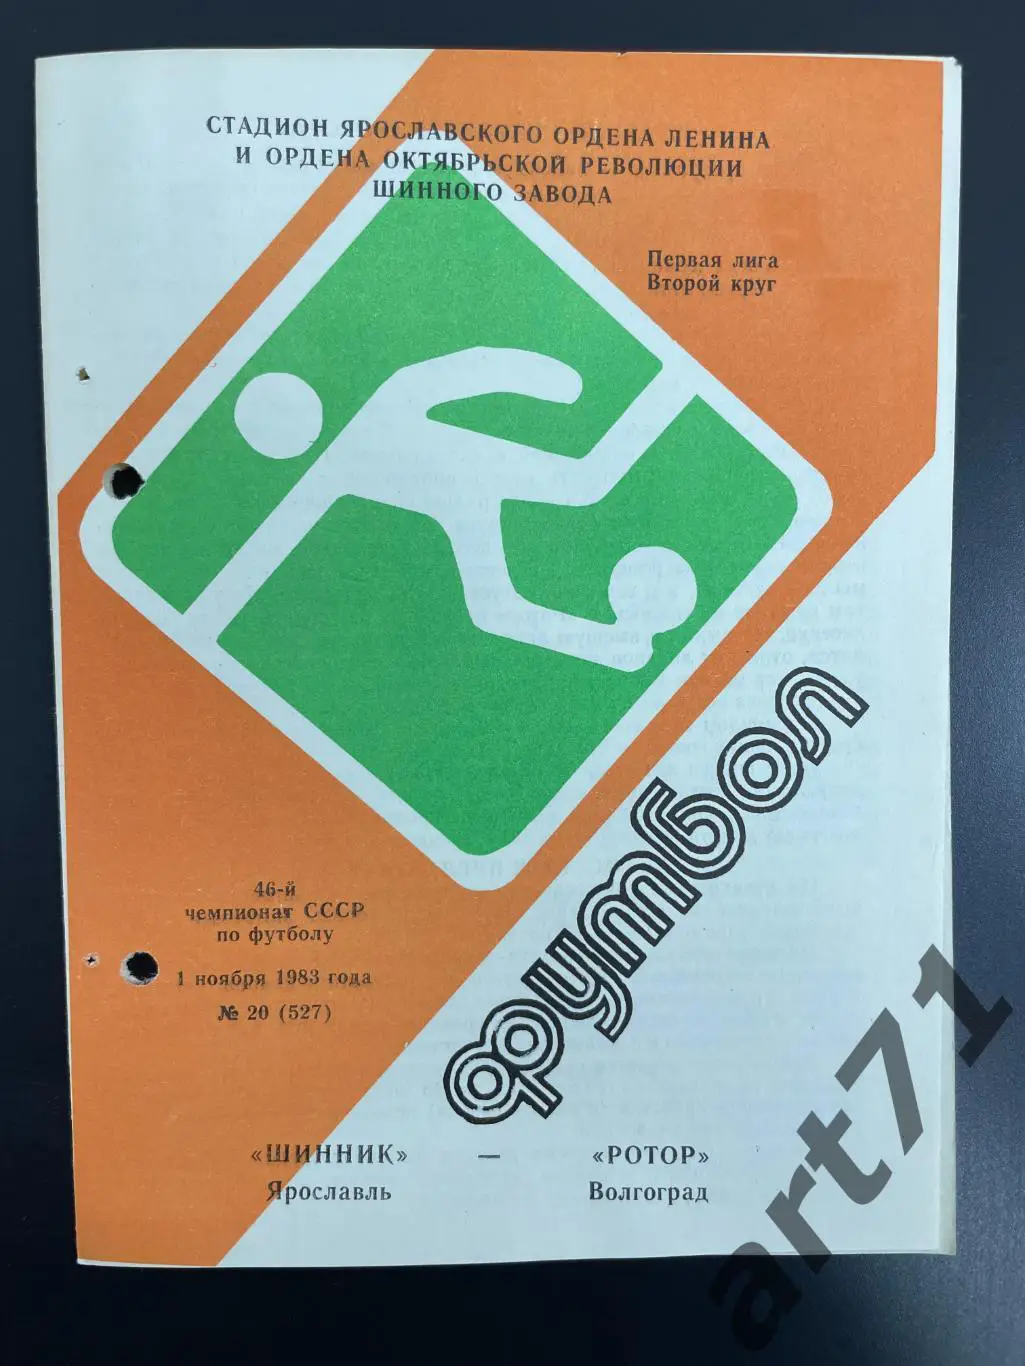 СТАДИОН ЯРОСЛАВСКОГО ОРДЕНА ЛЕНИНА
И ОРДЕНА ОКТЯБРЬСКОЙ РЕВОЛЮЦИИ
ШИННОГО ЗАВОДА
Первая лига
Второй круг
футбол
46-й
чемпионат СССР
по футболу
1 ноября 1983 года
№ 20 (527)
«ШИННИК» — «РОТОР»
Ярославль Волгоград
art71